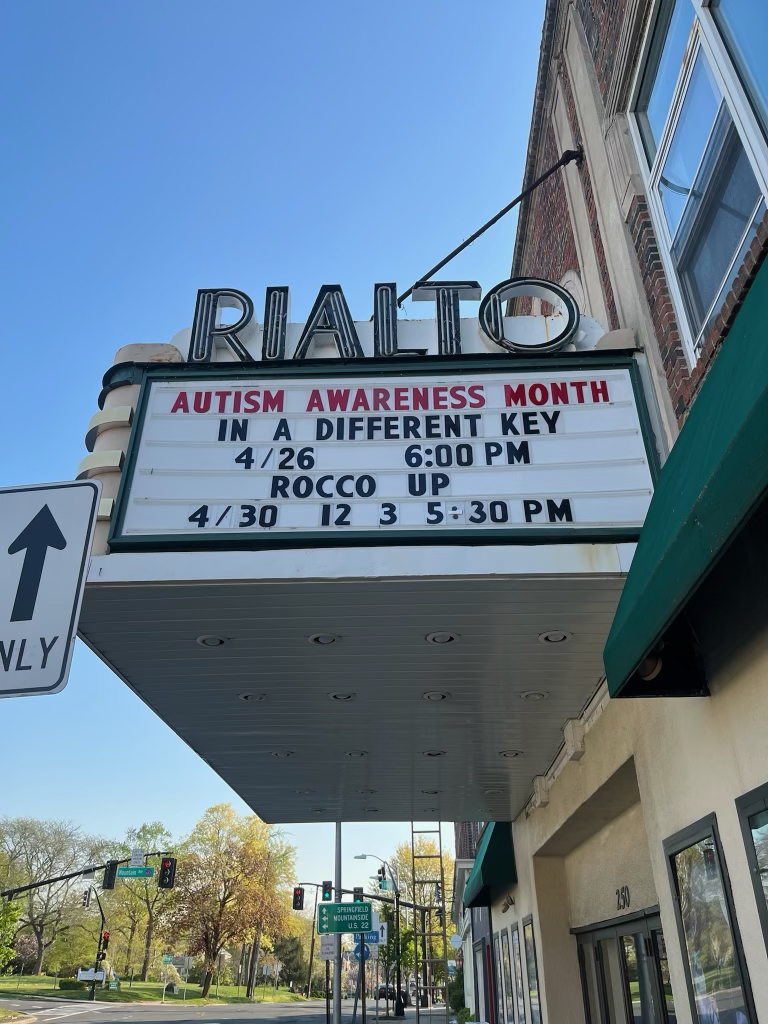 RIALTO
AUTISM AWARENESS MONTH
IN A DIFFERENT KEY
4/26 6:00 PM
ROCCO UP
4/30 12 3 5:30 PM
NLY
250
SPRINGFIELD
MOUNTAINSIDE
U.S. 22